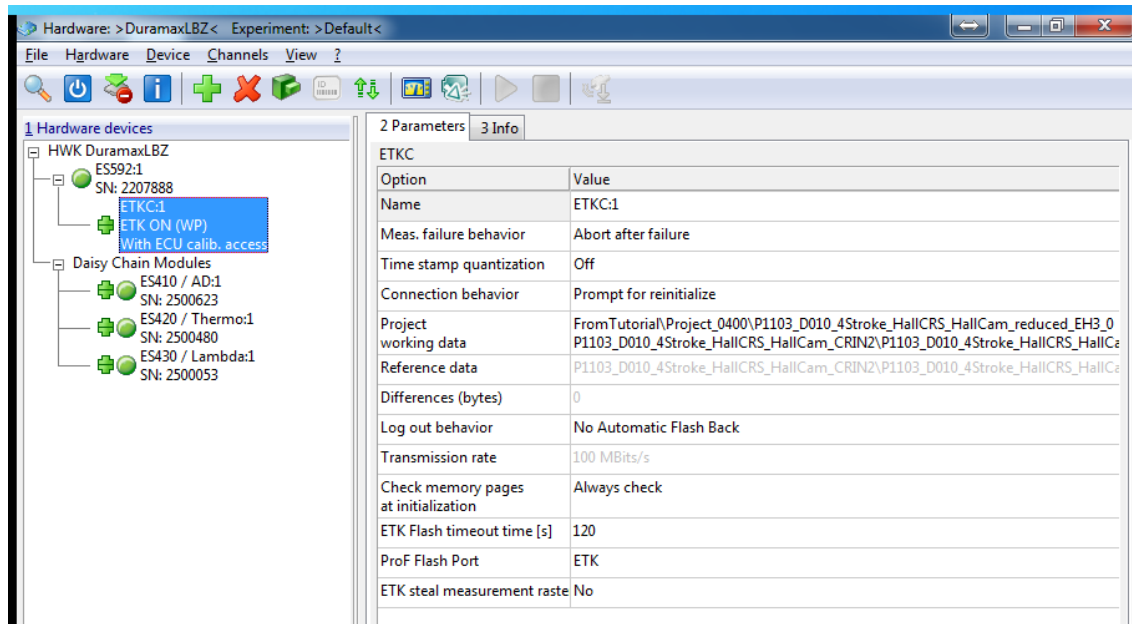 Hardware: >DuramaxLBZ<  Experiment: >Default<
File  Hardware  Device  Channels  View  ?
1 Hardware devices
HWK DuramaxLBZ
ES592:1
SN: 2207888
ETKC:1
ETK ON (WP)
With ECU calib. access
Daisy Chain Modules
ES410 / AD:1
SN: 2500623
ES420 / Thermo:1
SN: 2500480
ES430 / Lambda:1
SN: 2500053
2 Parameters  3 Info
ETKC
Option  Value
Name  ETKC:1
Meas. failure behavior  Abort after failure
Time stamp quantization  Off
Connection behavior  Prompt for reinitialize
Project  FromTutorial\Project_0400\P1103_D010_4Stroke_HallCRS_HallCam_reduced_EH3_0
working data  P1103_D010_4Stroke_HallCRS_HallCam_CRIN2\P1103_D010_4Stroke_HallCRS_HallCa
Reference data  P1103_D010_4Stroke_HallCRS_HallCam_CRIN2\P1103_D010_4Stroke_HallCRS_HallCa
Differences (bytes)  0
Log out behavior  No Automatic Flash Back
Transmission rate  100 MBits/s
Check memory pages  Always check
at initialization
ETK Flash timeout time [s]  120
ProF Flash Port  ETK
ETK steal measurement raste  No